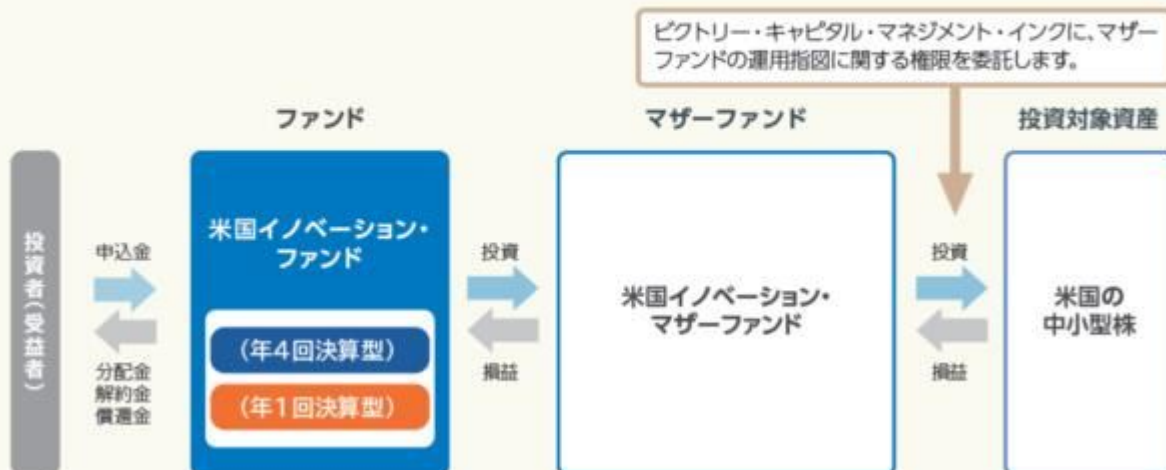 ビクトリー・キャピタル・マネジメント・インクに、マザー
ファンドの運用指図に関する権限を委託します。
ファンド
マザーファンド
投資対象資産
投資者(受益者)
申込金
分配金
解約金
償還金
米国イノベーション・
ファンド
(年4回決算型)
(年1回決算型)
投資
損益
米国イノベーション・
マザーファンド
投資
損益
米国の
中小型株